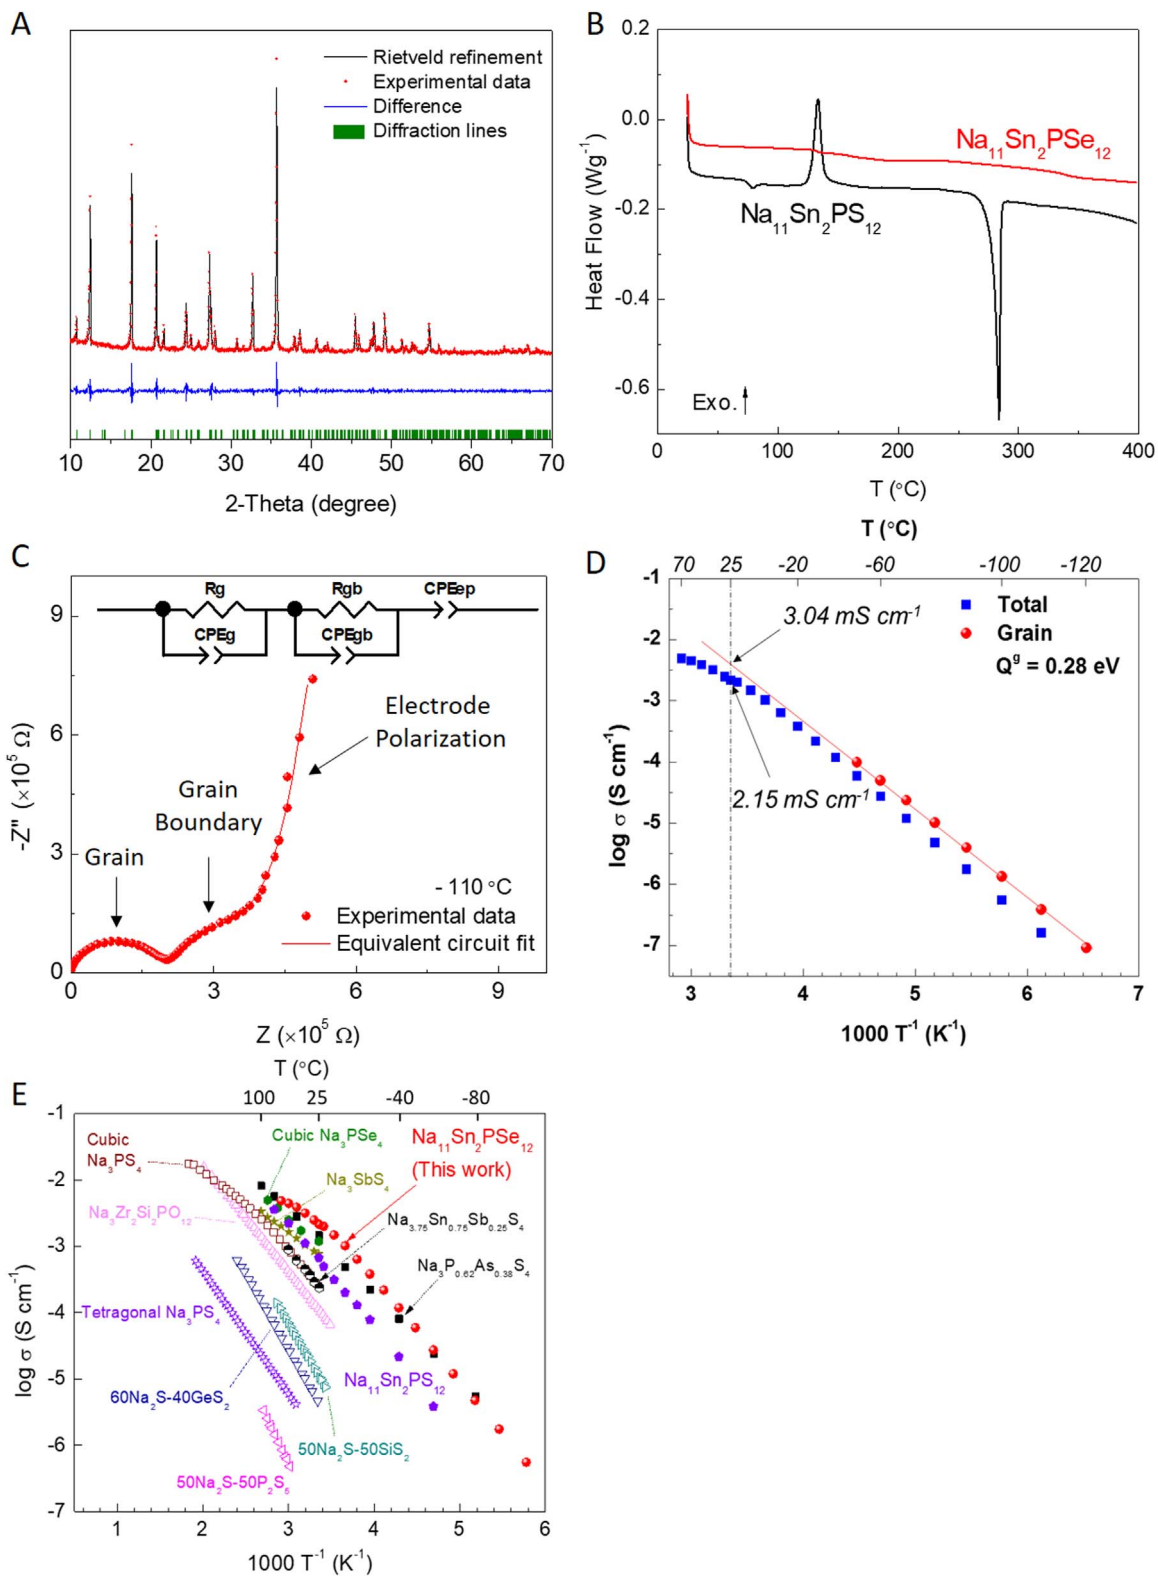 A
Rietveld refinement
Experimental data
Difference
Diffraction lines
10 20 30 40 50 60 70
2-Theta (degree)
B
0.2
0.0
-0.2
-0.4
-0.6
Heat Flow (Wg⁻¹)
Na₁₁Sn₂PSe₁₂
Na₁₁Sn₂PS₁₂
Exo.
0 100 200 300 400
T (°C)
C
Rg Rgb CPEep
CPEg CPEgb
9
6
3
0
-Z" (×10⁵ Ω)
Electrode
Polarization
Grain
Boundary
Grain
- 110 °C
Experimental data
Equivalent circuit fit
0 3 6 9
Z (×10⁵ Ω)
D
T (°C)
70 25 -20 -60 -100 -120
-1
-2
-3
-4
-5
-6
-7
log σ (S cm⁻¹)
Total
Grain
Q^g = 0.28 eV
3.04 mS cm⁻¹
2.15 mS cm⁻¹
3 4 5 6 7
1000 T⁻¹ (K⁻¹)
E
T (°C)
100 25 -40 -80
-1
-2
-3
-4
-5
-6
-7
log σ (S cm⁻¹)
Cubic
Na₃PS₄
Cubic Na₃PSe₄
Na₁₁Sn₂PSe₁₂
(This work)
Na₃SbS₄
Na₃Zr₂Si₂PO₁₂
Na₃.₇₅Sn₀.₇₅Sb₀.₂₅S₄
Na₃P₀.₆₂As₀.₃₈S₄
Tetragonal Na₃PS₄
Na₁₁Sn₂PS₁₂
60Na₂S-40GeS₂
50Na₂S-50SiS₂
50Na₂S-50P₂S₅
1 2 3 4 5 6
1000 T⁻¹ (K⁻¹)